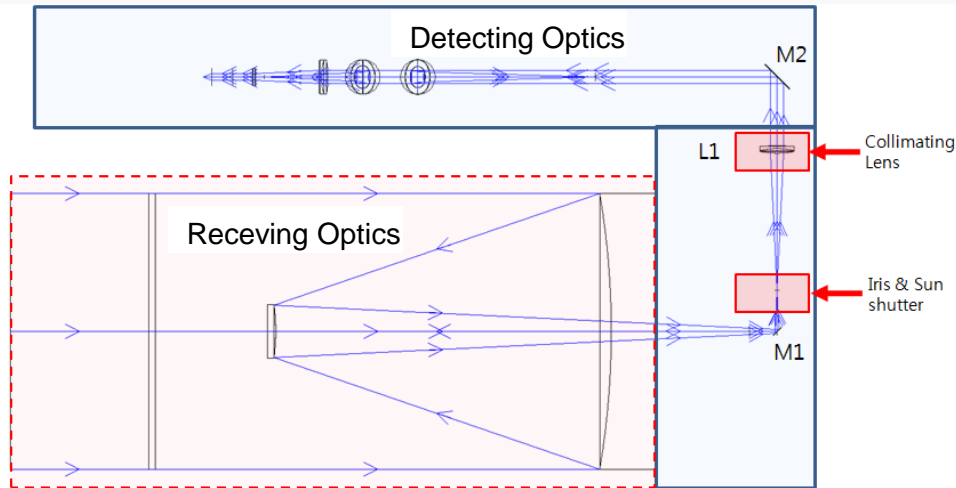 Detecting Optics
M2
L1
Collimating
Lens
Receving Optics
Iris & Sun
shutter
M1